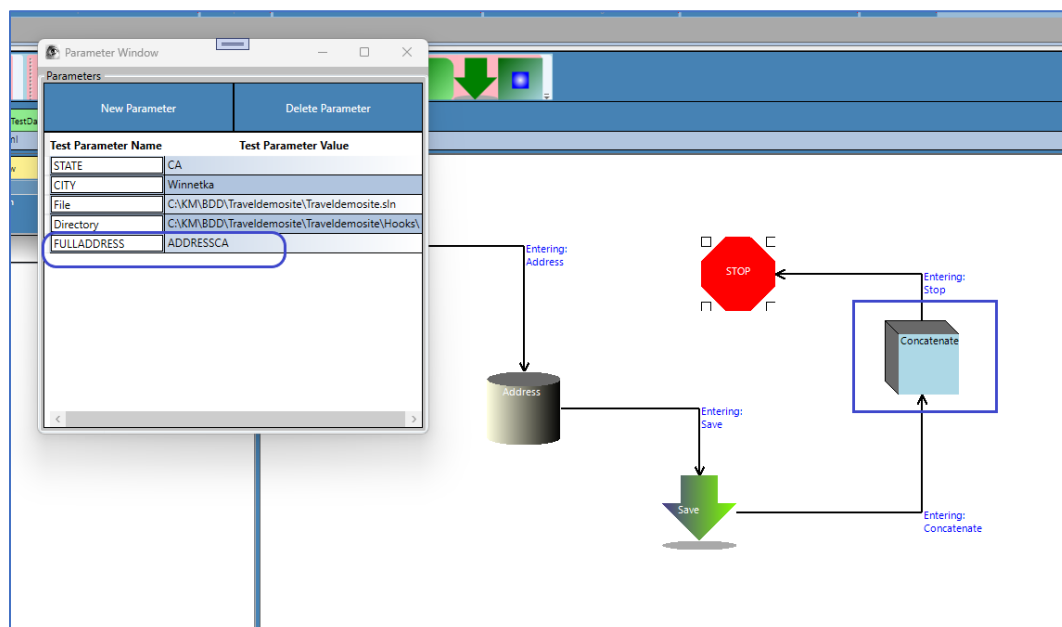 Parameter Window
Parameters
New Parameter
Delete Parameter
TestDa
Test Parameter Name
Test Parameter Value
STATE
CA
CITY
Winnetka
File
C:\KM\BDD\Traveldemosite\Traveldemosite.sln
Directory
C:\KM\BDD\Traveldemosite\Traveldemosite\Hooks\
FULLADDRESS
ADDRESSCA
Entering:
Address
STOP
Entering:
Stop
Concatenate
Address
Entering:
Save
Save
Entering:
Concatenate